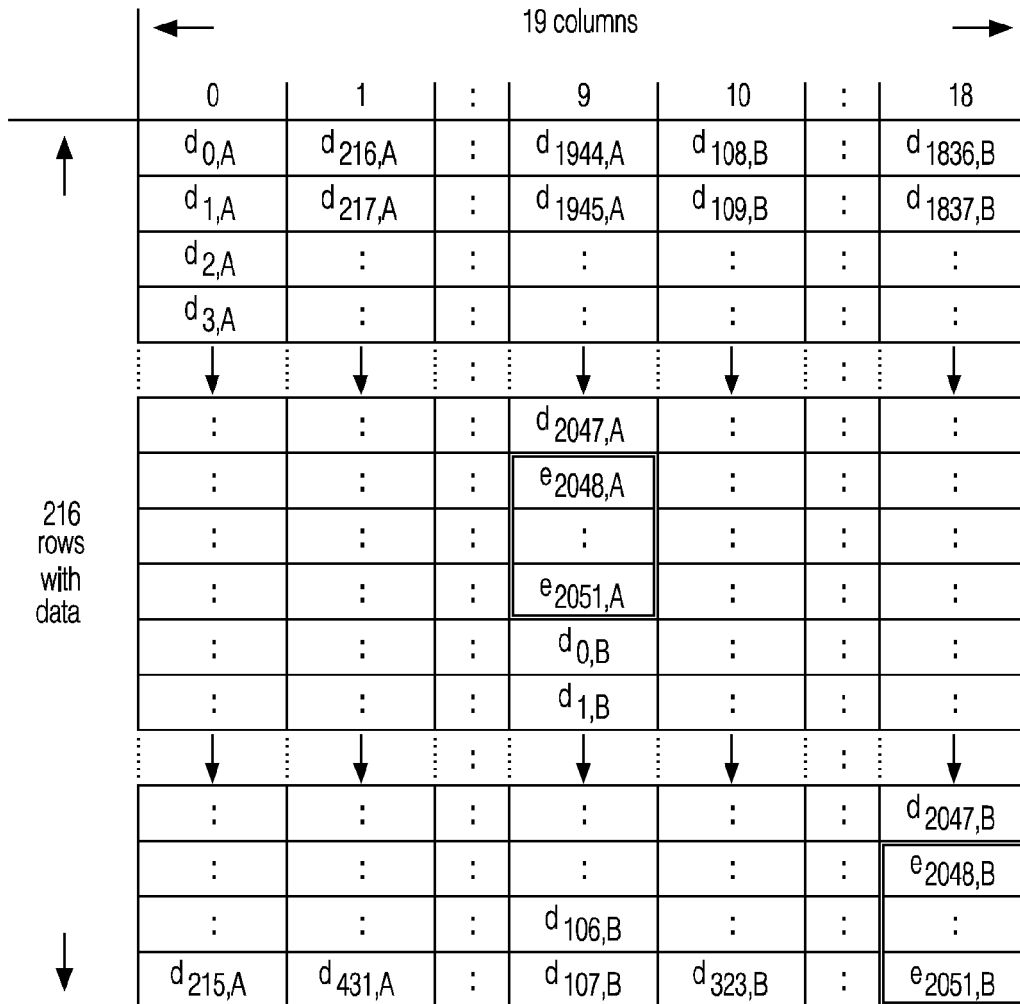 19 columns
0 1 : 9 10 : 18
d0,A d216,A : d1944,A d108,B : d1836,B
d1,A d217,A : d1945,A d109,B : d1837,B
d2,A : : : : : :
d3,A : : : : : :
: :
: : : d2047,A : : :
: : : e2048,A : : :
216
rows
with
data
: : : : : : :
: : : e2051,A : : :
: : : d0,B : : :
: : : d1,B : : :
: :
: : : : : : d2047,B
: : : : : : e2048,B
: : : d106,B : : :
d215,A d431,A : d107,B d323,B : e2051,B